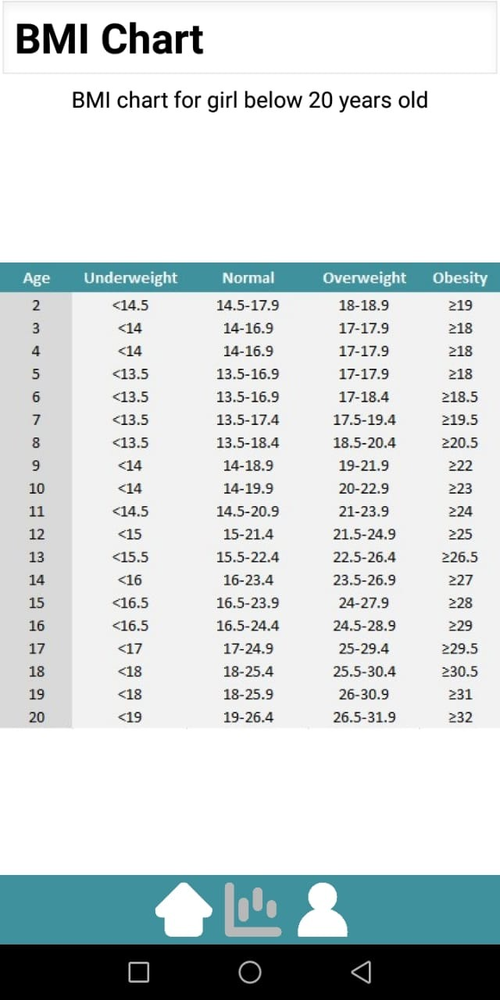 BMI Chart
BMI chart for girl below 20 years old
Age Underweight Normal Overweight Obesity
2 <14.5 14.5-17.9 18-18.9 ≥19
3 <14 14-16.9 17-17.9 ≥18
4 <14 14-16.9 17-17.9 ≥18
5 <13.5 13.5-16.9 17-17.9 ≥18
6 <13.5 13.5-16.9 17-18.4 ≥18.5
7 <13.5 13.5-17.4 17.5-19.4 ≥19.5
8 <13.5 13.5-18.4 18.5-20.4 ≥20.5
9 <14 14-18.9 19-21.9 ≥22
10 <14 14-19.9 20-22.9 ≥23
11 <14.5 14.5-20.9 21-23.9 ≥24
12 <15 15-21.4 21.5-24.9 ≥25
13 <15.5 15.5-22.4 22.5-26.4 ≥26.5
14 <16 16-23.4 23.5-26.9 ≥27
15 <16.5 16.5-23.9 24-27.9 ≥28
16 <16.5 16.5-24.4 24.5-28.9 ≥29
17 <17 17-24.9 25-29.4 ≥29.5
18 <18 18-25.4 25.5-30.4 ≥30.5
19 <18 18-25.9 26-30.9 ≥31
20 <19 19-26.4 26.5-31.9 ≥32